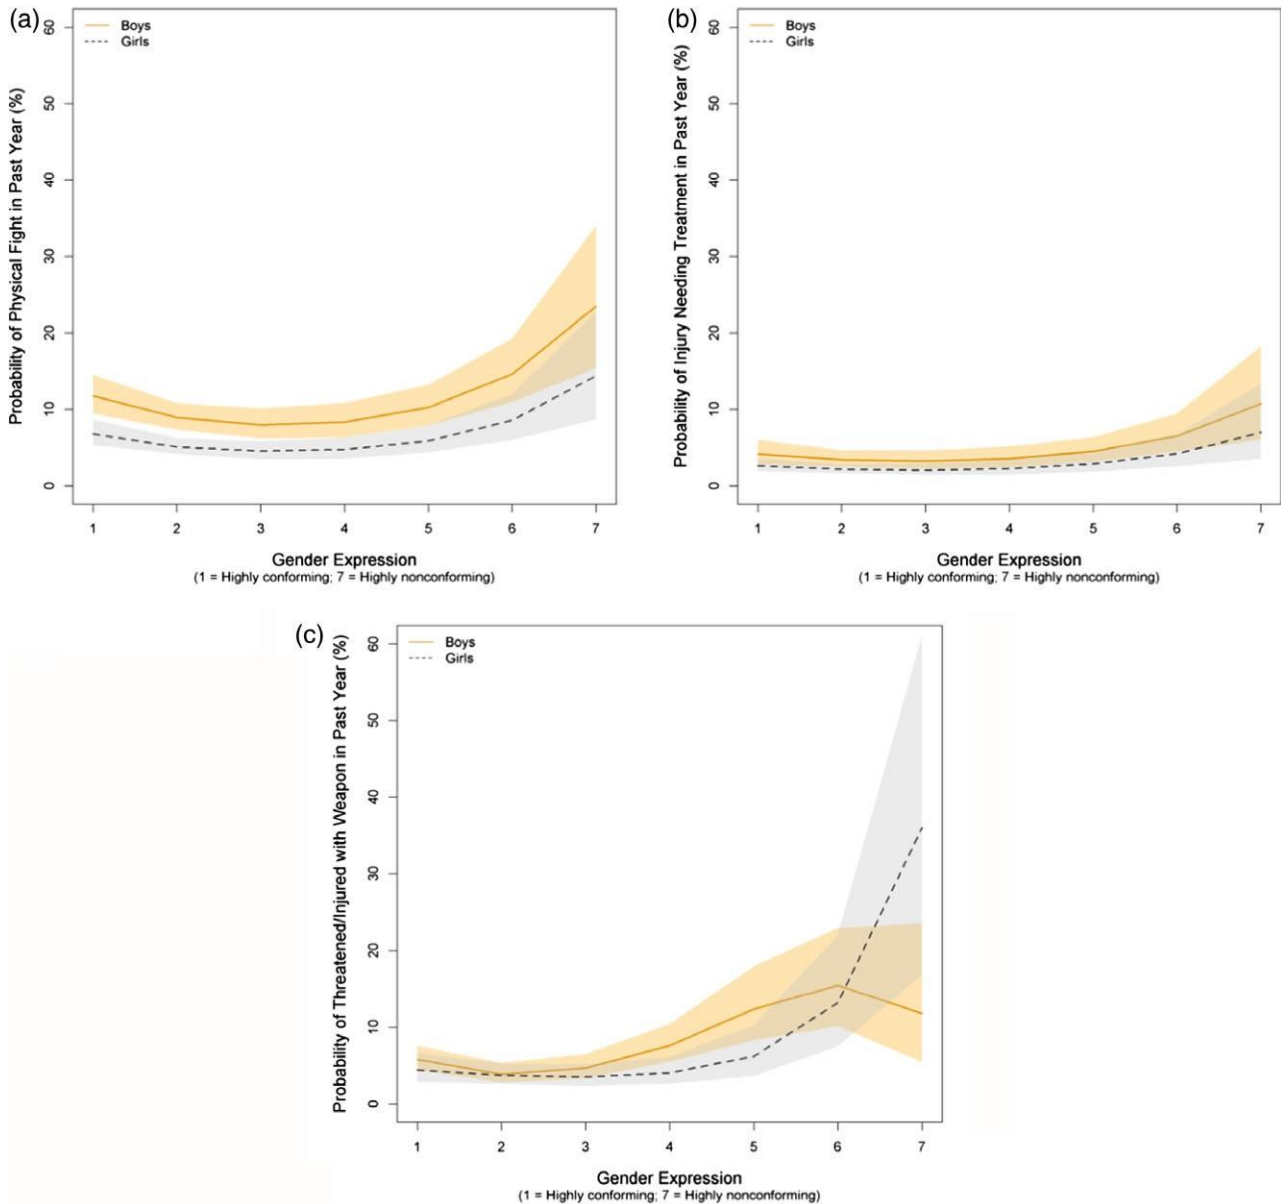 (a)
Boys
Girls
Probability of Physical Fight in Past Year (%)
60
50
40
30
20
10
0
1 2 3 4 5 6 7
Gender Expression
(1 = Highly conforming; 7 = Highly nonconforming)
(b)
Boys
Girls
Probability of Injury Needing Treatment in Past Year (%)
60
50
40
30
20
10
0
1 2 3 4 5 6 7
Gender Expression
(1 = Highly conforming; 7 = Highly nonconforming)
(c)
Boys
Girls
Probability of Threatened/Injured with Weapon in Past Year (%)
60
50
40
30
20
10
0
1 2 3 4 5 6 7
Gender Expression
(1 = Highly conforming; 7 = Highly nonconforming)